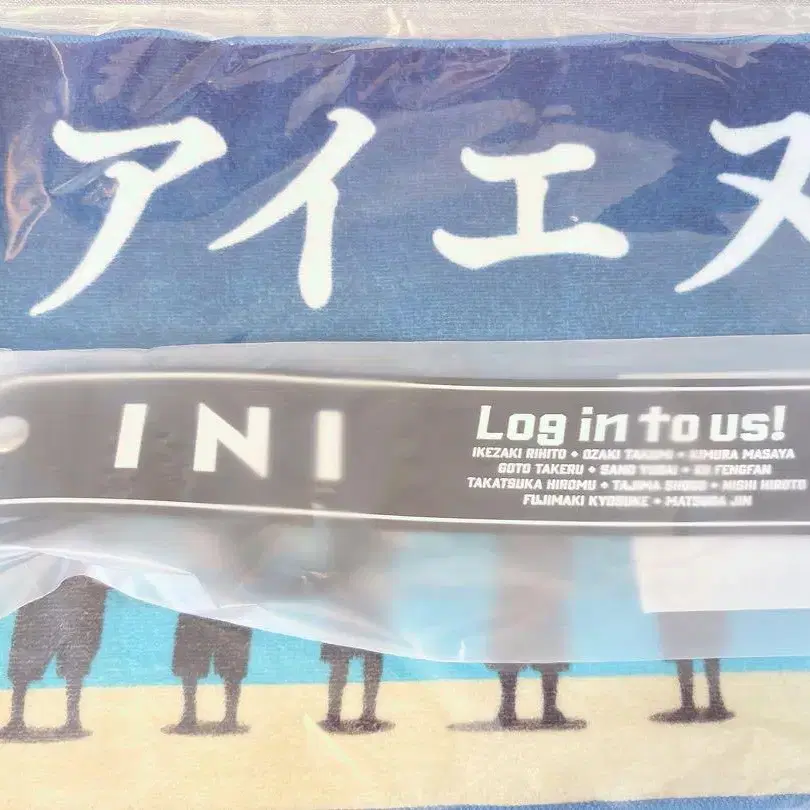 アイエヌ
INI
Log in to us!
IKEZAKI RIHITO • OZAKI TAKUMI • KIMURA MASAYA
GOTO TAKERU • SANO YUDAI • XU FENGFAN
TAKATSUKA HIROMU • TAJIMA SHOGO • NISHI HIROTO
FUJIMAKI KYOSUKE • MATSUDA JIN